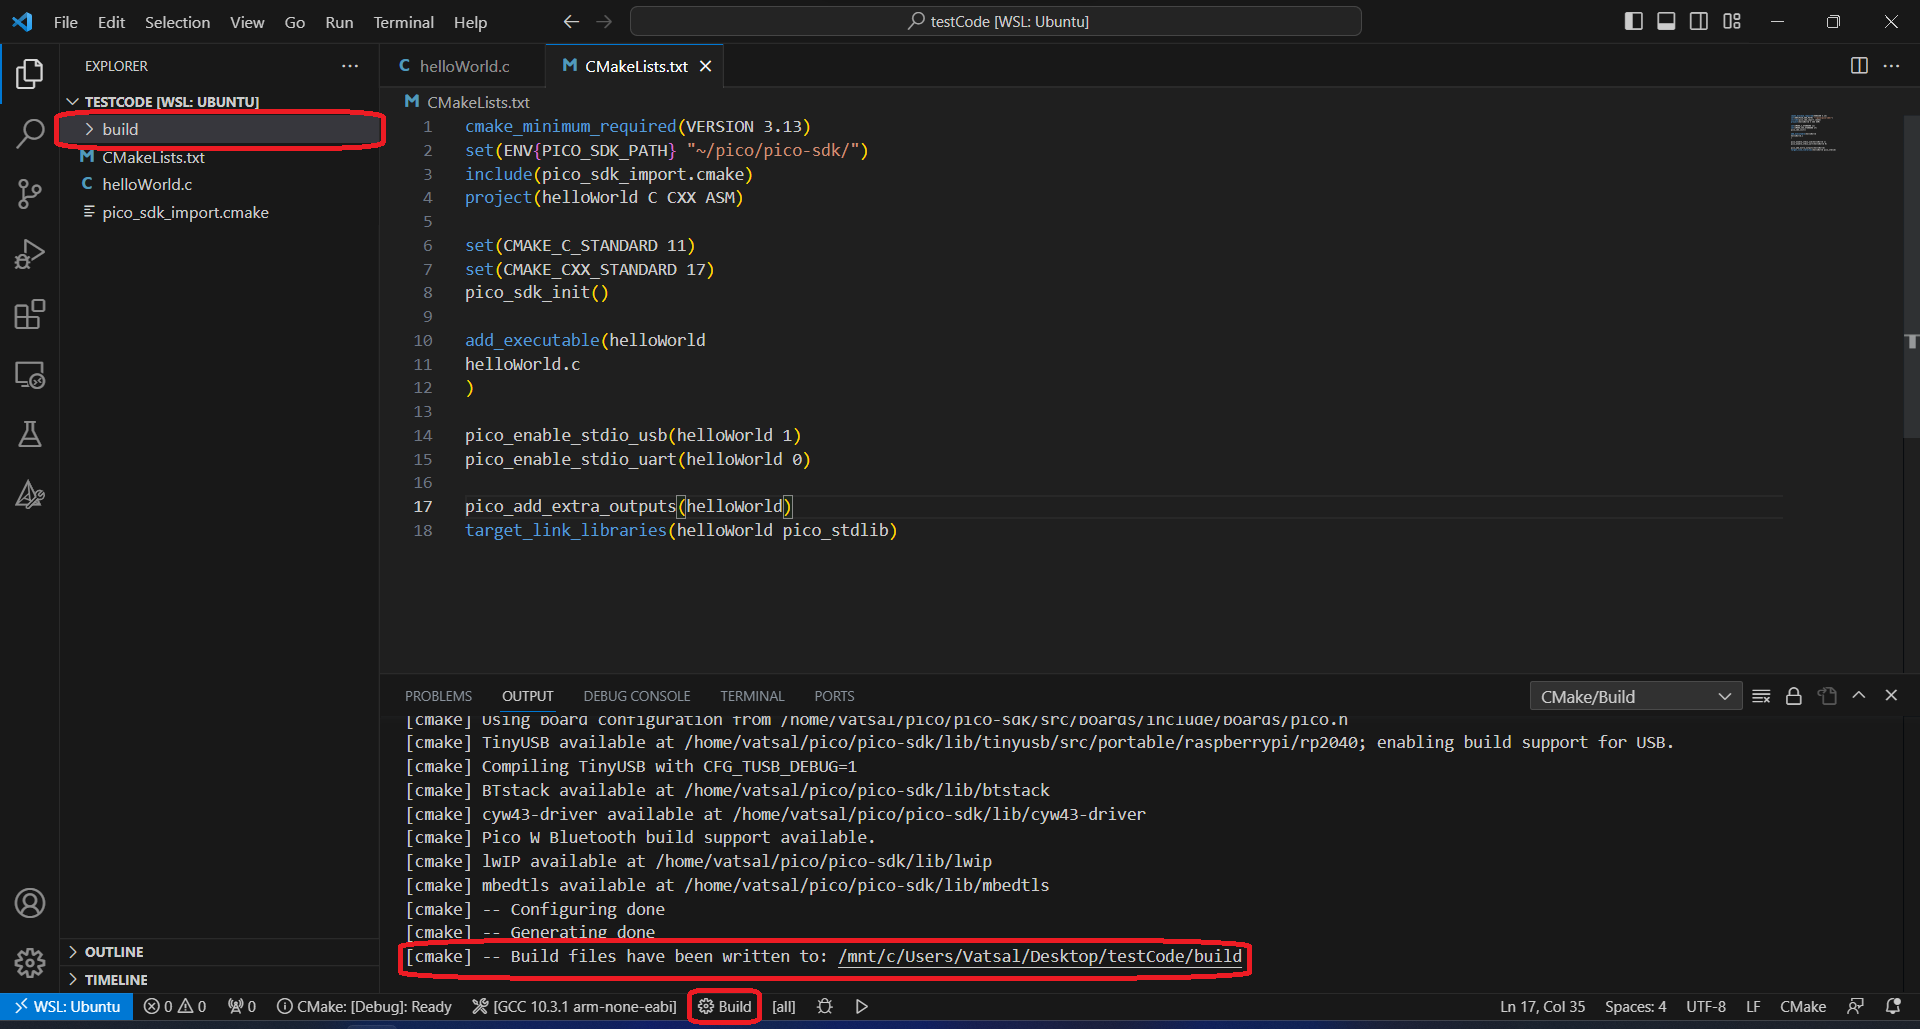 File Edit Selection View Go Run Terminal Help
testCode [WSL: Ubuntu]
EXPLORER
TESTCODE [WSL: UBUNTU]
build
CMakeLists.txt
helloWorld.c
pico_sdk_import.cmake
OUTLINE
TIMELINE
helloWorld.c
CMakeLists.txt
CMakeLists.txt
1 cmake_minimum_required(VERSION 3.13)
2 set(ENV{PICO_SDK_PATH} "~/pico/pico-sdk/")
3 include(pico_sdk_import.cmake)
4 project(helloWorld C CXX ASM)
5
6 set(CMAKE_C_STANDARD 11)
7 set(CMAKE_CXX_STANDARD 17)
8 pico_sdk_init()
9
10 add_executable(helloWorld
11 helloWorld.c
12 )
13
14 pico_enable_stdio_usb(helloWorld 1)
15 pico_enable_stdio_uart(helloWorld 0)
16
17 pico_add_extra_outputs(helloWorld)
18 target_link_libraries(helloWorld pico_stdlib)
PROBLEMS OUTPUT DEBUG CONSOLE TERMINAL PORTS
CMake/Build
[cmake] Using board configuration from /home/vatsal/pico/pico-sdk/src/boards/include/boards/pico.h
[cmake] TinyUSB available at /home/vatsal/pico/pico-sdk/lib/tinyusb/src/portable/raspberrypi/rp2040; enabling build support for USB.
[cmake] Compiling TinyUSB with CFG_TUSB_DEBUG=1
[cmake] BTstack available at /home/vatsal/pico/pico-sdk/lib/btstack
[cmake] cyw43-driver available at /home/vatsal/pico/pico-sdk/lib/cyw43-driver
[cmake] Pico W Bluetooth build support available.
[cmake] lwIP available at /home/vatsal/pico/pico-sdk/lib/lwip
[cmake] mbedtls available at /home/vatsal/pico/pico-sdk/lib/mbedtls
[cmake] -- Configuring done
[cmake] -- Generating done
[cmake] -- Build files have been written to: /mnt/c/Users/Vatsal/Desktop/testCode/build
WSL: Ubuntu 0 0 0 CMake: [Debug]: Ready [GCC 10.3.1 arm-none-eabi] Build [all] Ln 17, Col 35 Spaces: 4 UTF-8 LF CMake